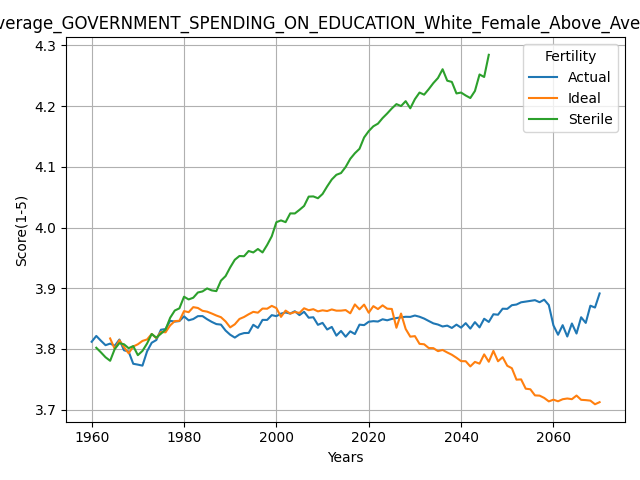 verage_GOVERNMENT_SPENDING_ON_EDUCATION_White_Female_Above_Ave
4.3
4.2
4.1
4.0
3.9
3.8
3.7
Score(1-5)
Fertility
Actual
Ideal
Sterile
1960 1980 2000 2020 2040 2060
Years